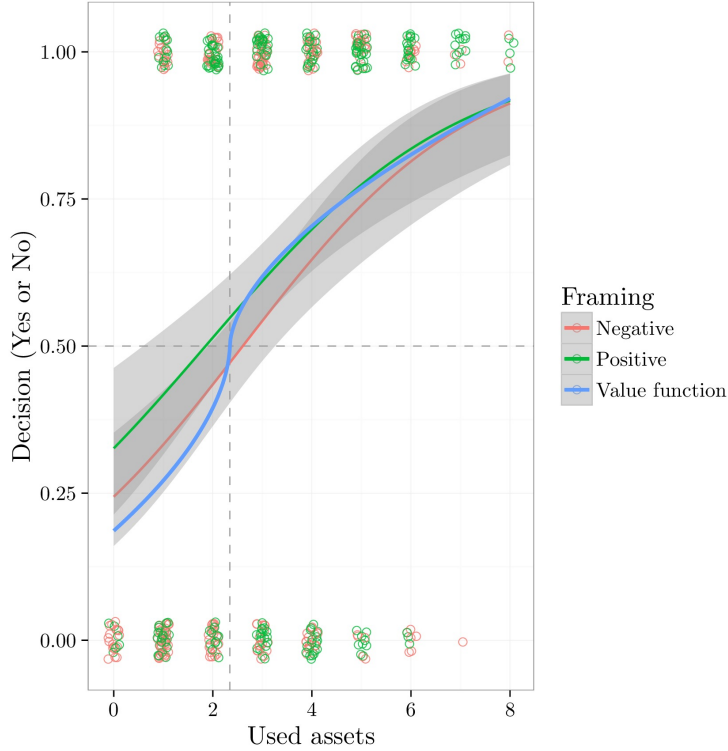 1.00
0.75
0.50
0.25
0.00
Decision (Yes or No)
0 2 4 6 8
Used assets
Framing
Negative
Positive
Value function